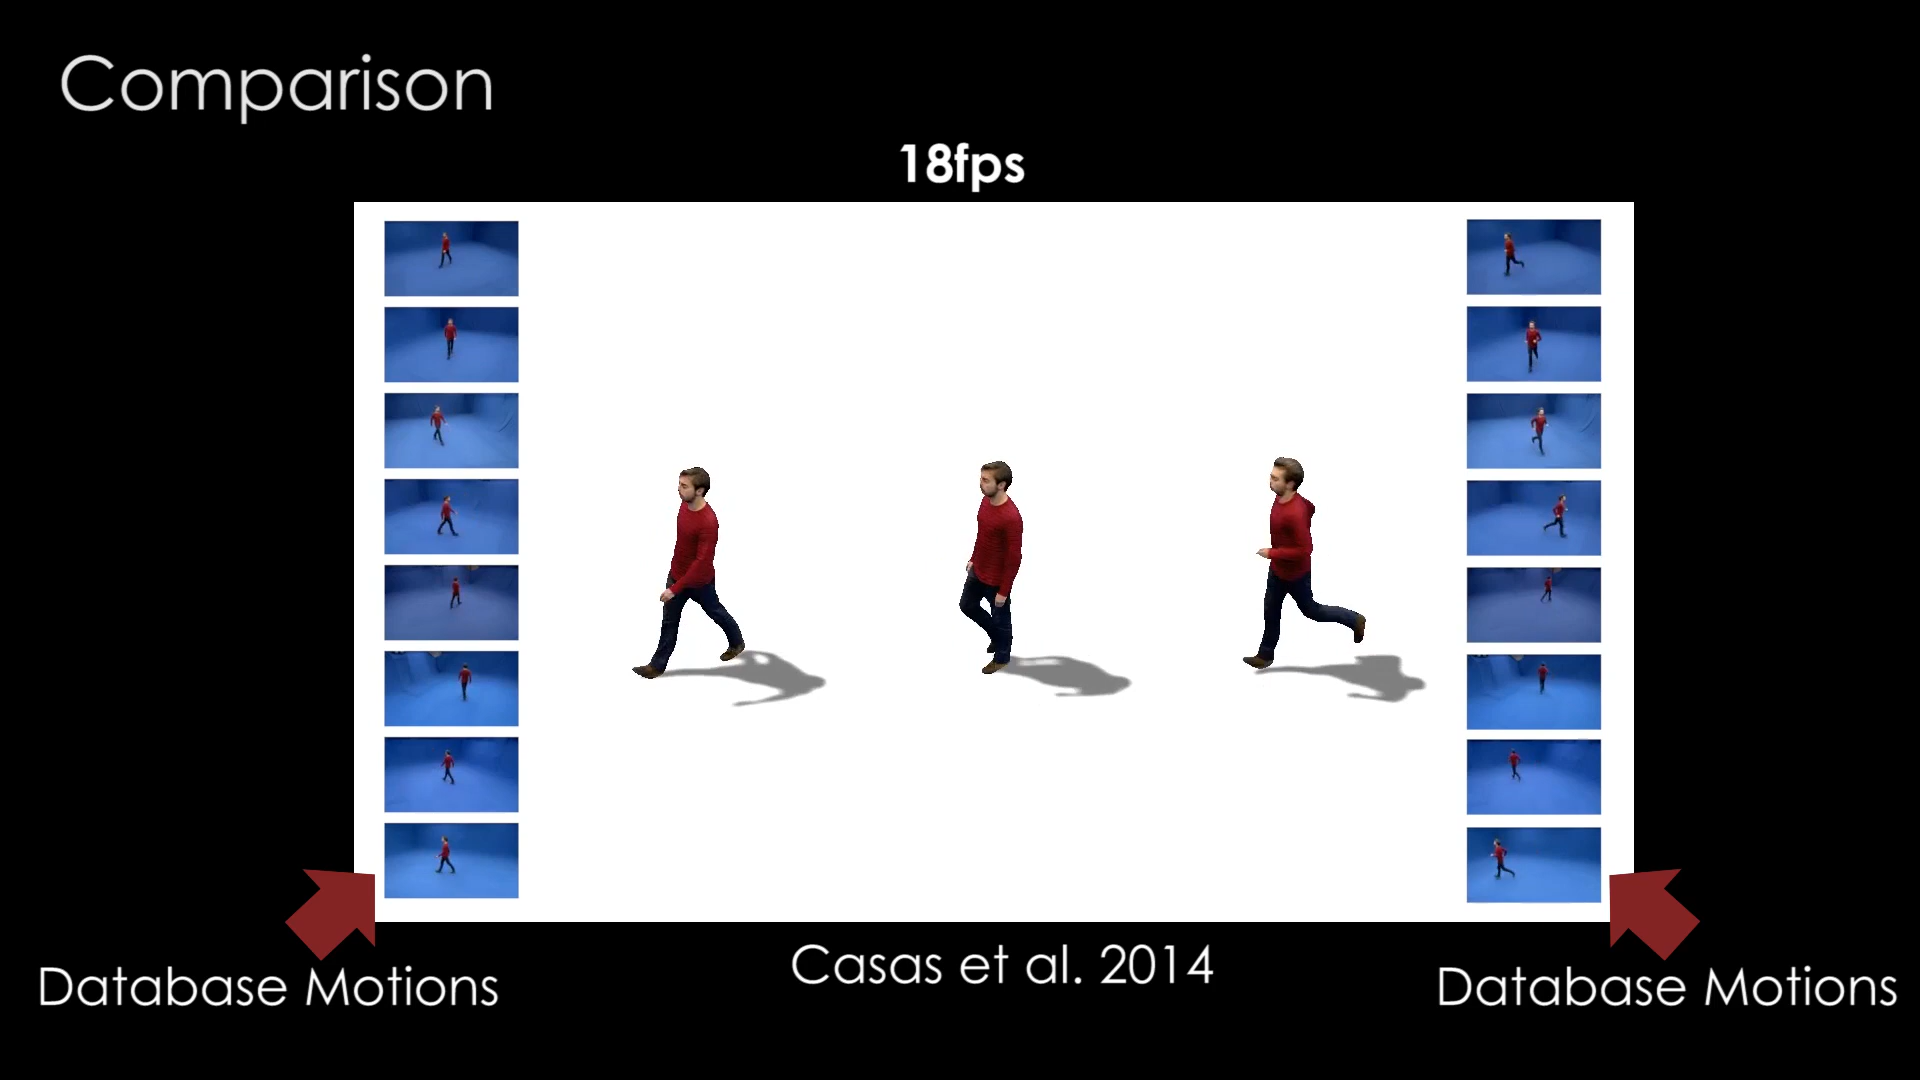 Comparison
18fps
Casas et al. 2014
Database Motions
Database Motions